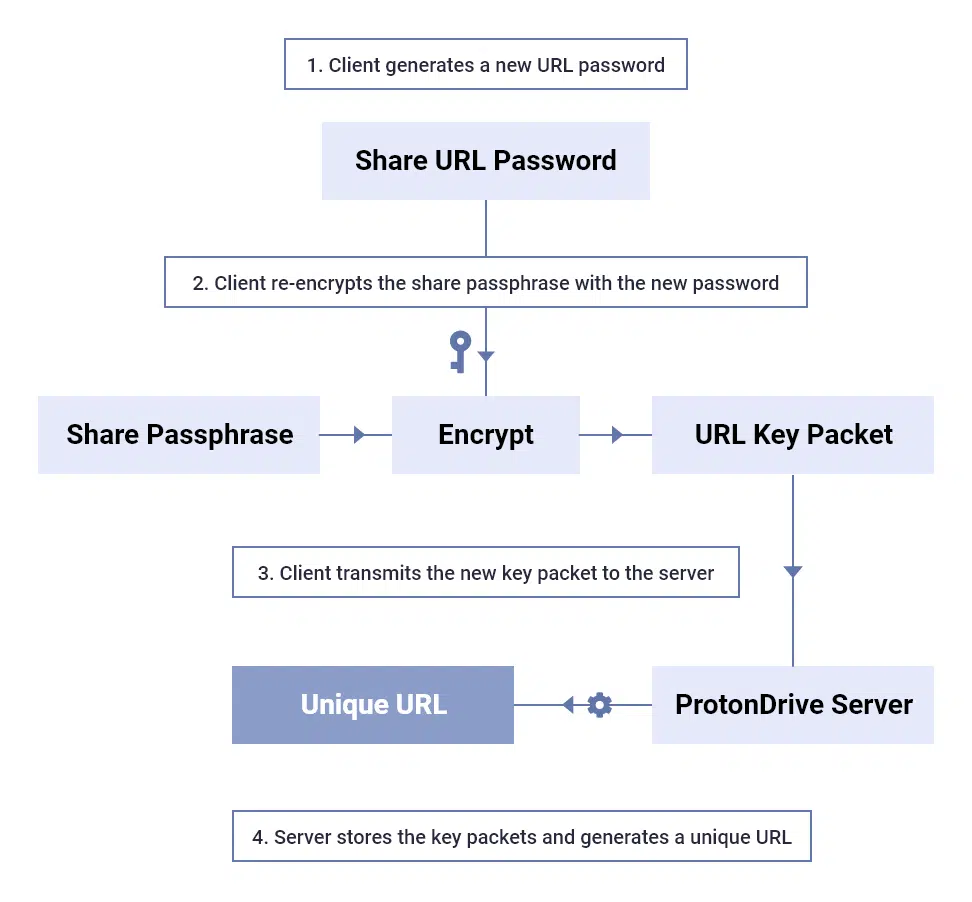 1. Client generates a new URL password
Share URL Password
2. Client re-encrypts the share passphrase with the new password
Share Passphrase
Encrypt
URL Key Packet
3. Client transmits the new key packet to the server
Unique URL
ProtonDrive Server
4. Server stores the key packets and generates a unique URL